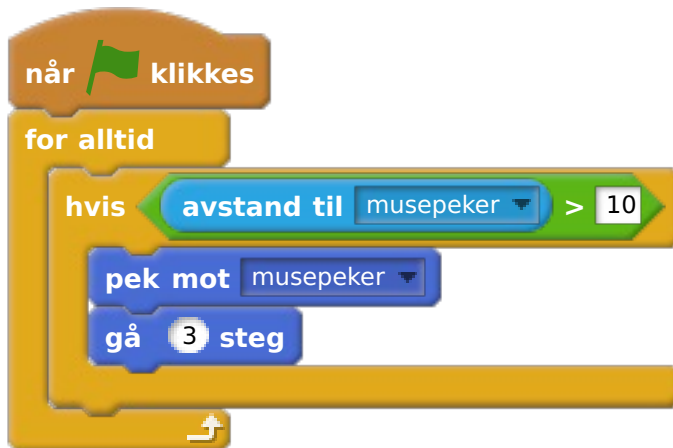 når klikkes
for alltid
hvis avstand til musepeker > 10
pek mot musepeker
gå 3 steg